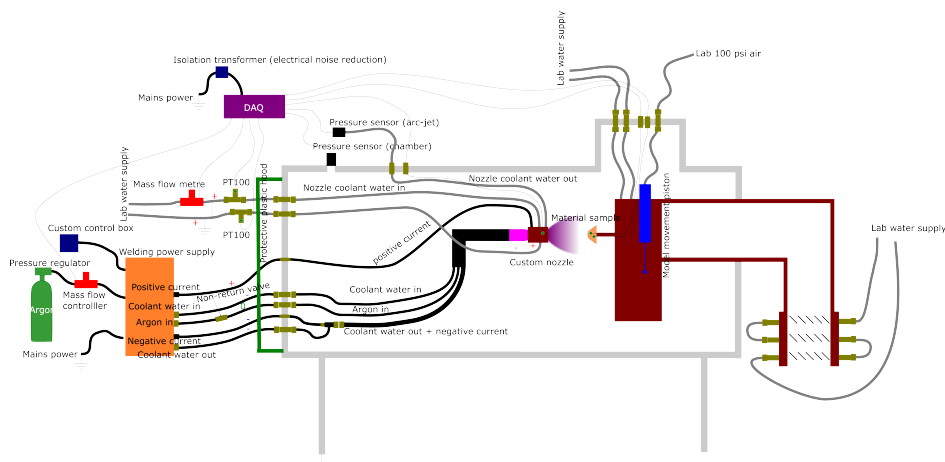 Lab water supply
Lab 100 psi air
Isolation transformer (electrical noise reduction)
Mains power
DAQ
Pressure sensor (arc-jet)
Pressure sensor (chamber)
Lab water supply
Mass flow metre
PT100
PT100
Protective plastic hood
Nozzle coolant water in
Nozzle coolant water out
Material sample
Model movement piston
Custom nozzle
Lab water supply
Custom control box
Welding power supply
Pressure regulator
Mass flow
controlller
Argon
Mains power
Positive current
Coolant water in
Argon in
Negative current
Coolant water out
Non-return valve
positive current
Coolant water in
Argon in
Coolant water out + negative current
+
+
+
-
-